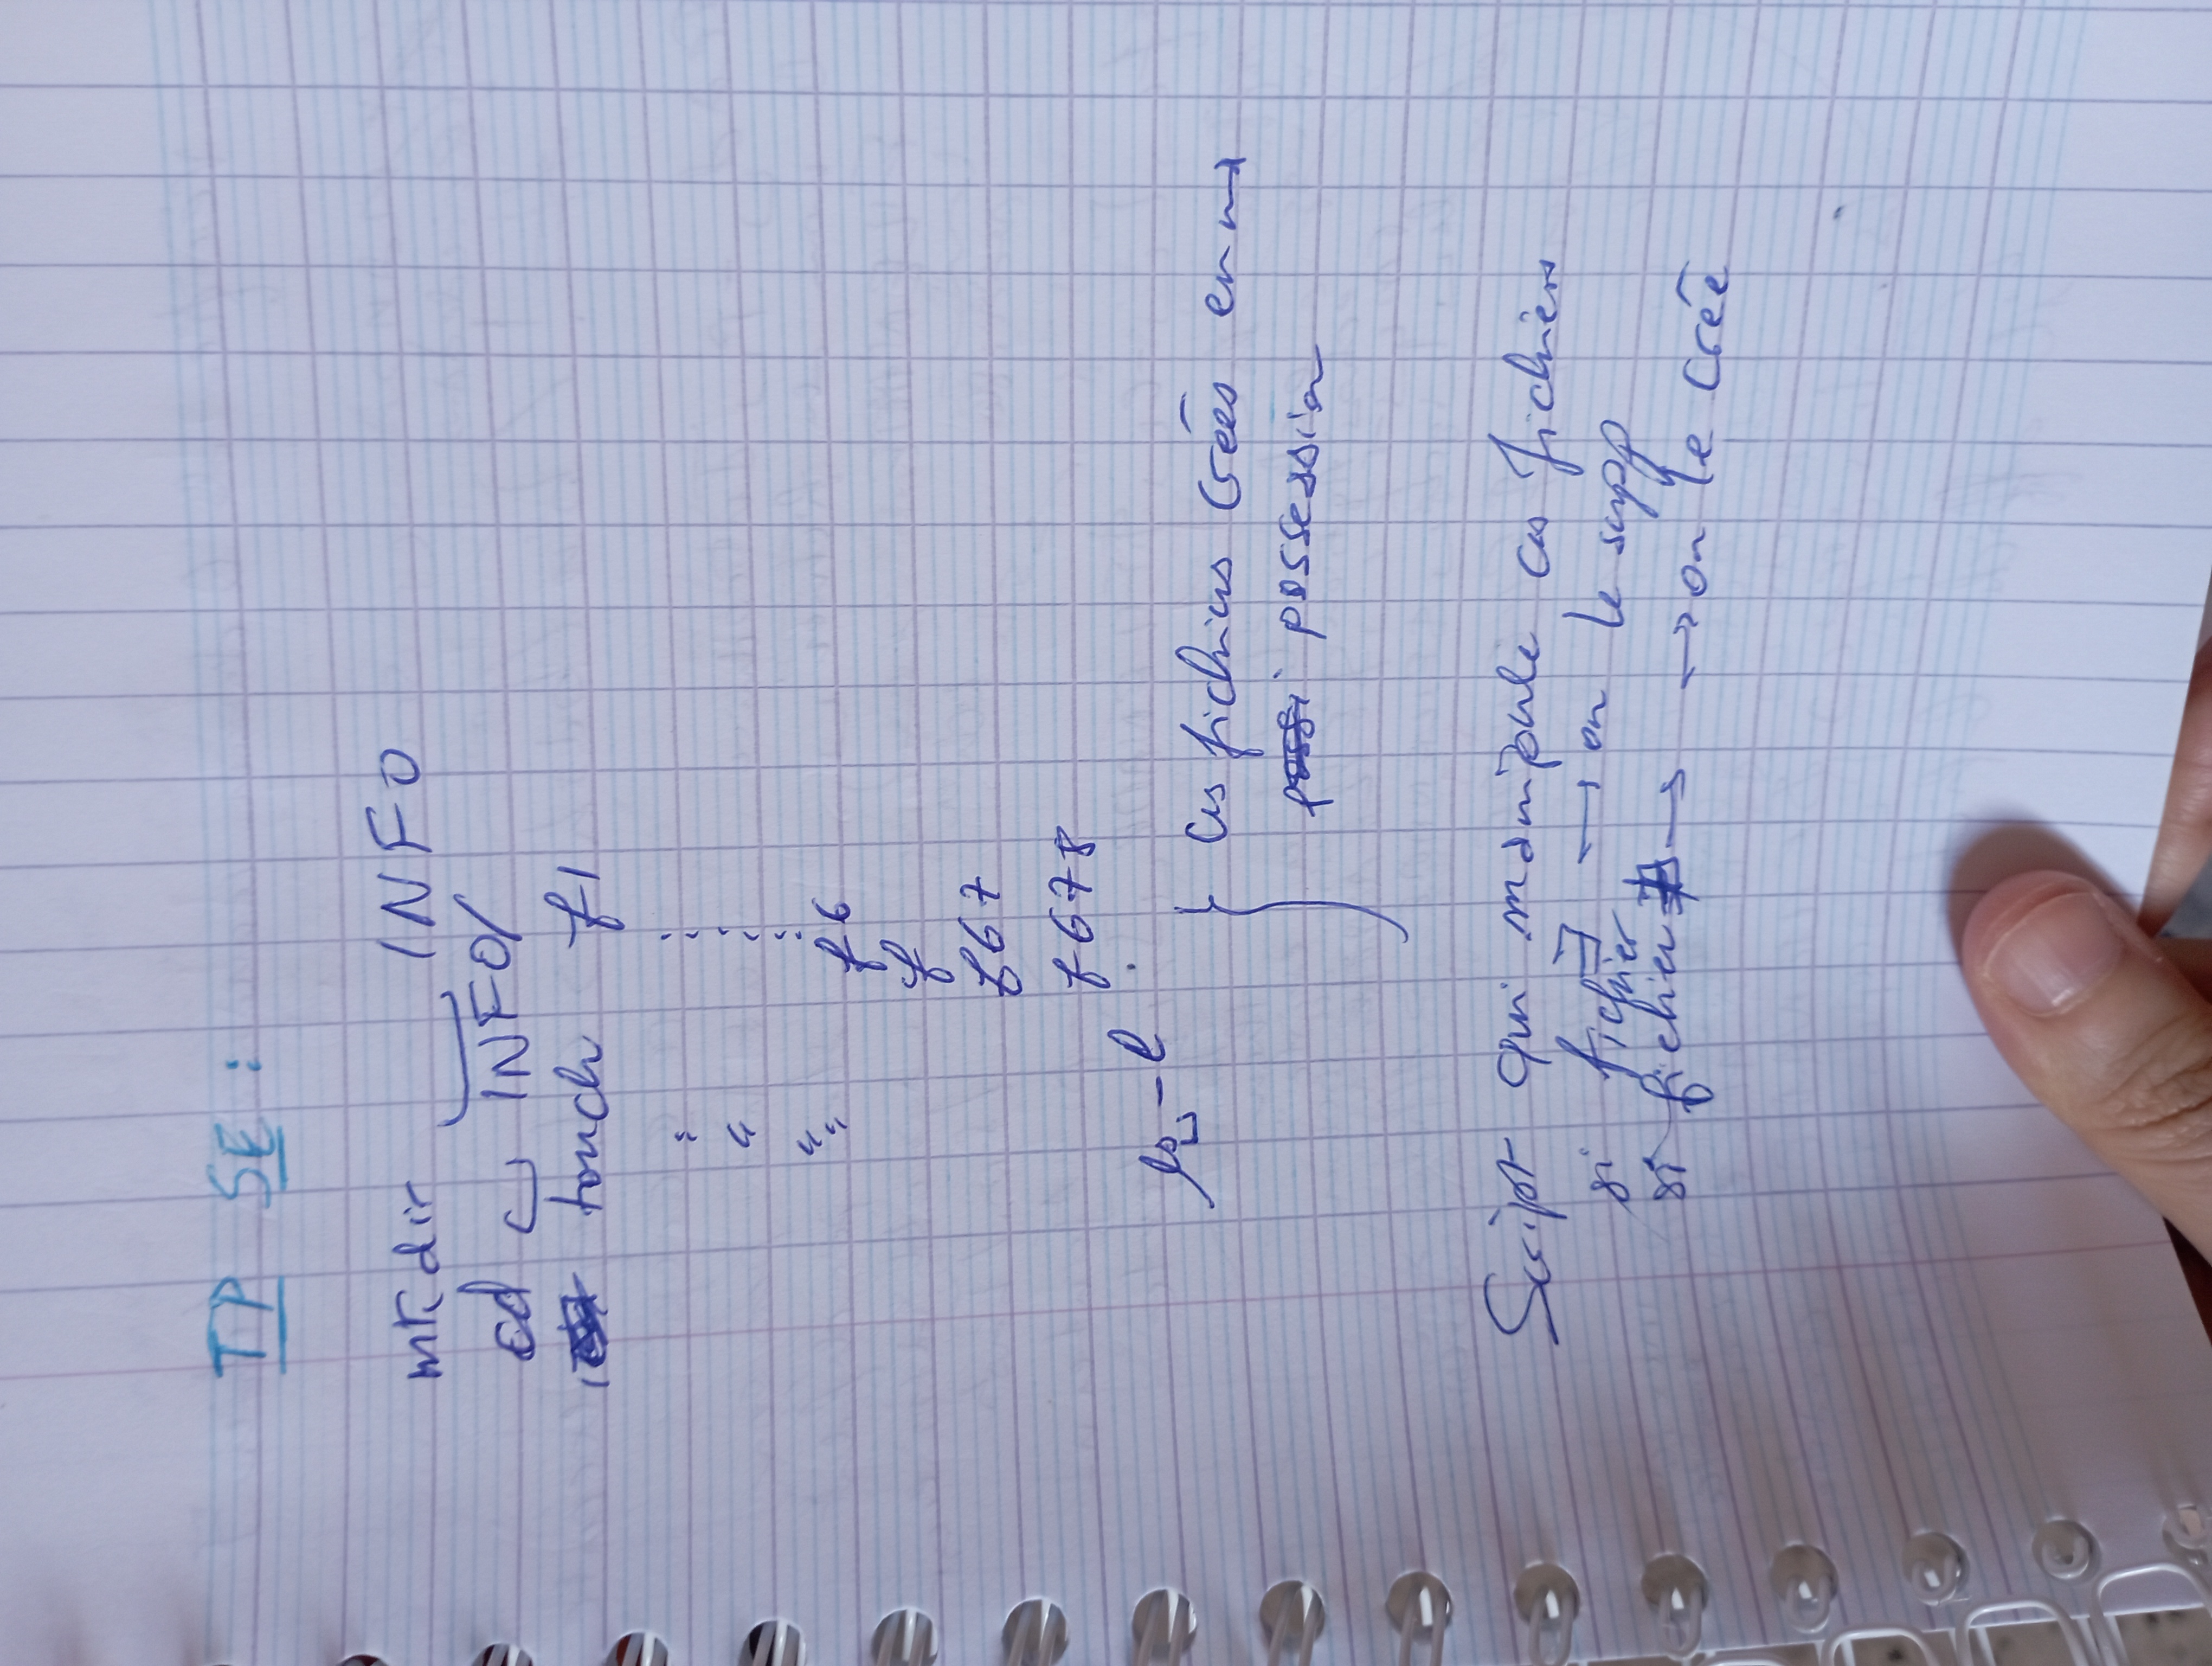 TP SE :
mkdir INFO
cd INFO/
touch f1
" :
" :
" :
" f6
f
f67
f678
ls -l
} ces fichiers créés en ma
possession
Script qui manipule ces fichiers
si fichier ∃ → on le supp
si fichier ∄ → → on le créé